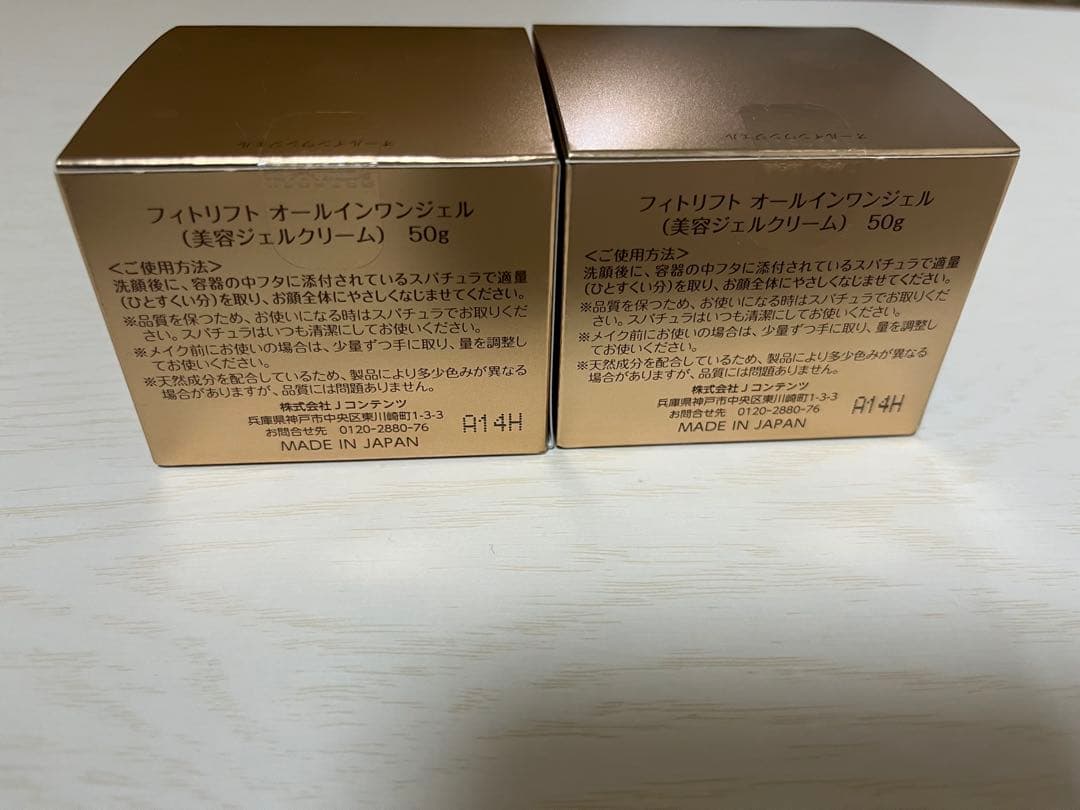 オールインワンジェル
フィトリフト オールインワンジェル
（美容ジェルクリーム） 50g
＜ご使用方法＞
洗顔後に、容器の中フタに添付されているスパチュラで適量
（ひとすくい分）を取り、お顔全体にやさしくなじませてください。
※品質を保つため、お使いになる時はスパチュラでお取りくだ
さい。スパチュラはいつも清潔にしてお使いください。
※メイク前にお使いの場合は、少量ずつ手に取り、量を調整し
てお使いください。
※天然成分を配合しているため、製品により多少色みが異なる
場合がありますが、品質には問題ありません。
株式会社Ｊコンテンツ
兵庫県神戸市中央区東川崎町1-3-3
お問合せ先 0120-2880-76
MADE IN JAPAN
A14H
オールインワンジェル
フィトリフト オールインワンジェル
（美容ジェルクリーム） 50g
＜ご使用方法＞
洗顔後に、容器の中フタに添付されているスパチュラで適量
（ひとすくい分）を取り、お顔全体にやさしくなじませてください。
※品質を保つため、お使いになる時はスパチュラでお取りくだ
さい。スパチュラはいつも清潔にしてお使いください。
※メイク前にお使いの場合は、少量ずつ手に取り、量を調整し
てお使いください。
※天然成分を配合しているため、製品により多少色みが異なる
場合がありますが、品質には問題ありません。
株式会社Ｊコンテンツ
兵庫県神戸市中央区東川崎町1-3-3
お問合せ先 0120-2880-76
MADE IN JAPAN
A14H